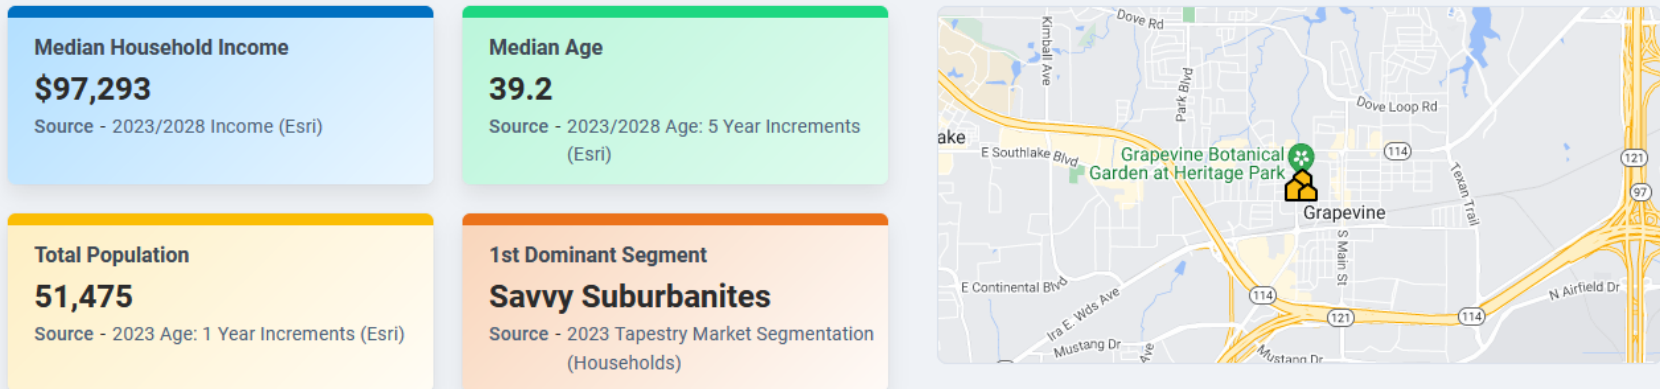 Median Household Income
$97,293
Source - 2023/2028 Income (Esri)
Median Age
39.2
Source - 2023/2028 Age: 5 Year Increments
(Esri)
Total Population
51,475
Source - 2023 Age: 1 Year Increments (Esri)
1st Dominant Segment
Savvy Suburbanites
Source - 2023 Tapestry Market Segmentation
(Households)
Dove Rd
Kimball Ave
Park Blvd
Dove Loop Rd
ake
E Southlake Blvd
Grapevine Botanical
Garden at Heritage Park
114
121
97
Texan Trail
Grapevine
S Main St
E Continental Blvd
Ira E. Wds Ave
114
121
114
N Airfield Dr
Mustang Dr
Ave
Mustang Dr